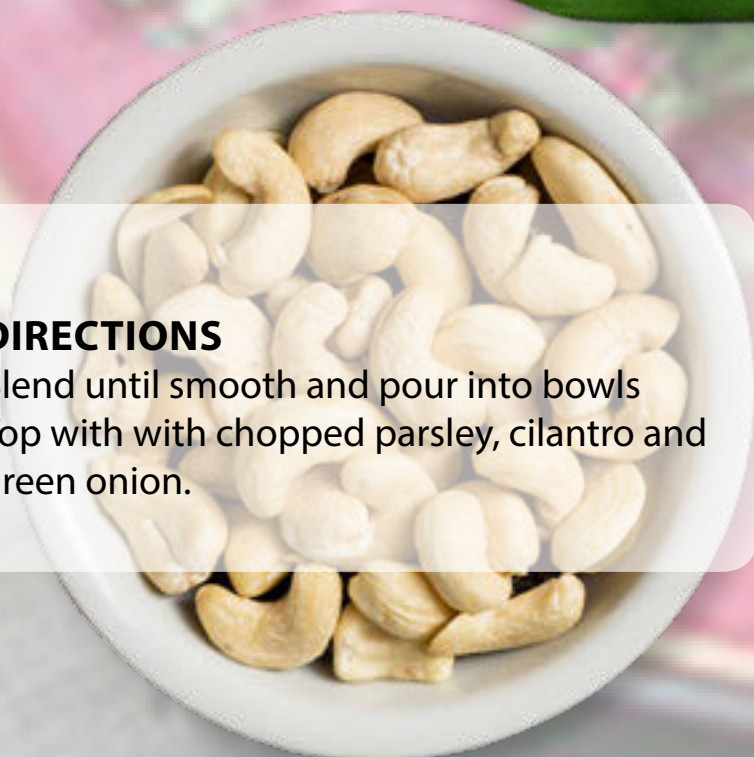 DIRECTIONS
lend until smooth and pour into bowls
op with with chopped parsley, cilantro and
reen onion.